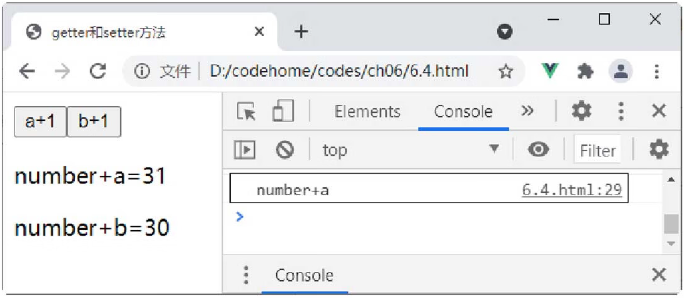 getter和setter方法
文件 D:/codehome/codes/ch06/6.4.html
a+1 b+1
Elements Console
top Filter
number+a=31
number+b=30
number+a 6.4.html:29
Console